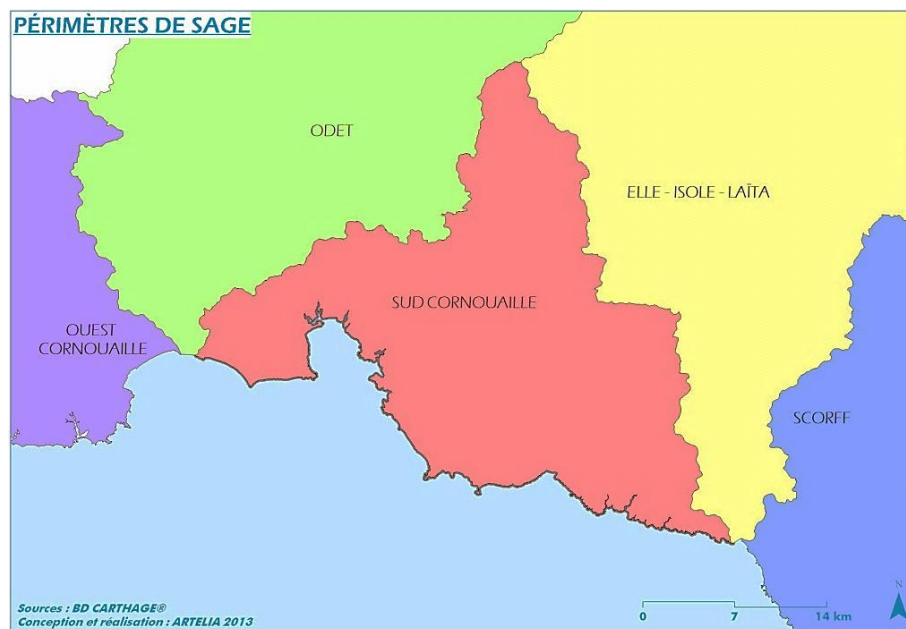 PÉRIMÈTRES DE SAGE
ODET
ELLE - ISOLE - LAÏTA
SUD CORNOUAILLE
OUEST
CORNOUAILLE
SCORFF
N
Sources : BD CARTHAGE®
Conception et réalisation : ARTELIA 2013
0 7 14 km